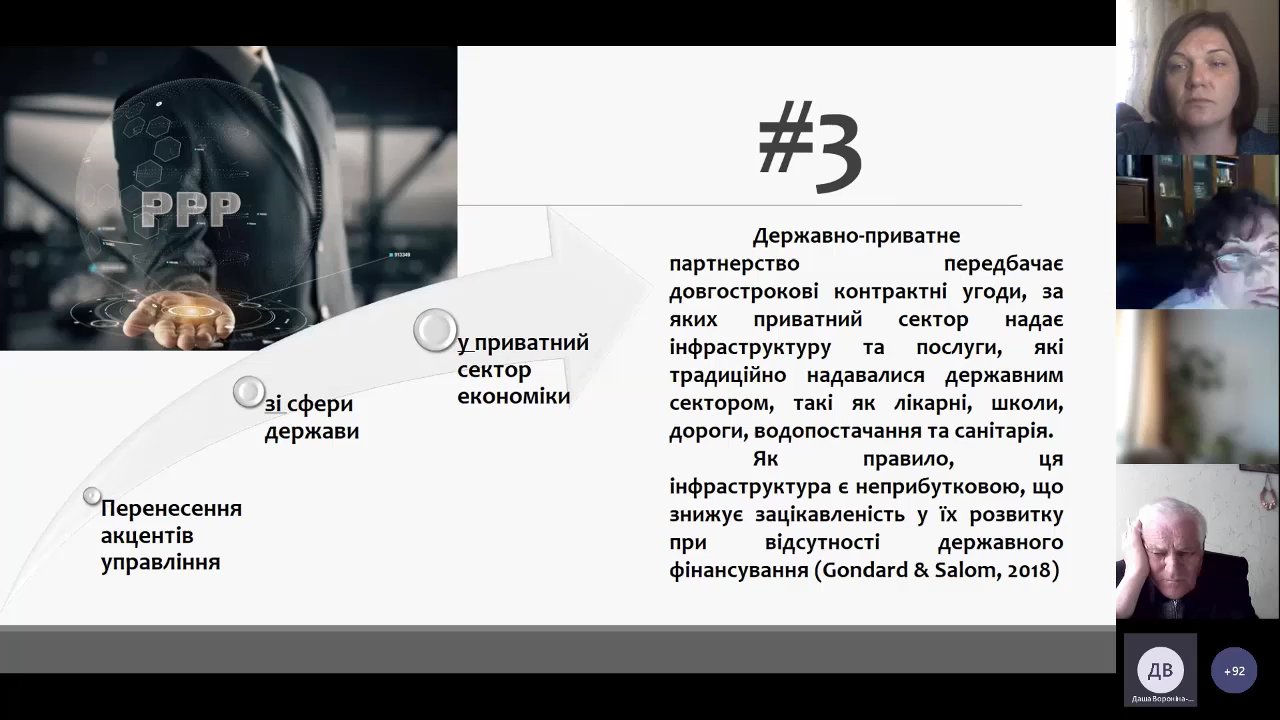 PPP
#3
Державно-приватне
партнерство передбачає
довгострокові контрактні угоди, за
яких приватний сектор надає
інфраструктуру та послуги, які
традиційно надавалися державним
сектором, такі як лікарні, школи,
дороги, водопостачання та санітарія.
Як правило, ця
інфраструктура є неприбутковою, що
знижує зацікавленість у їх розвитку
при відсутності державного
фінансування (Gondard & Salom, 2018)
у приватний
сектор
економіки
зі сфери
держави
Перенесення
акцентів
управління
ДВ
Даша Вороніна-...
+92